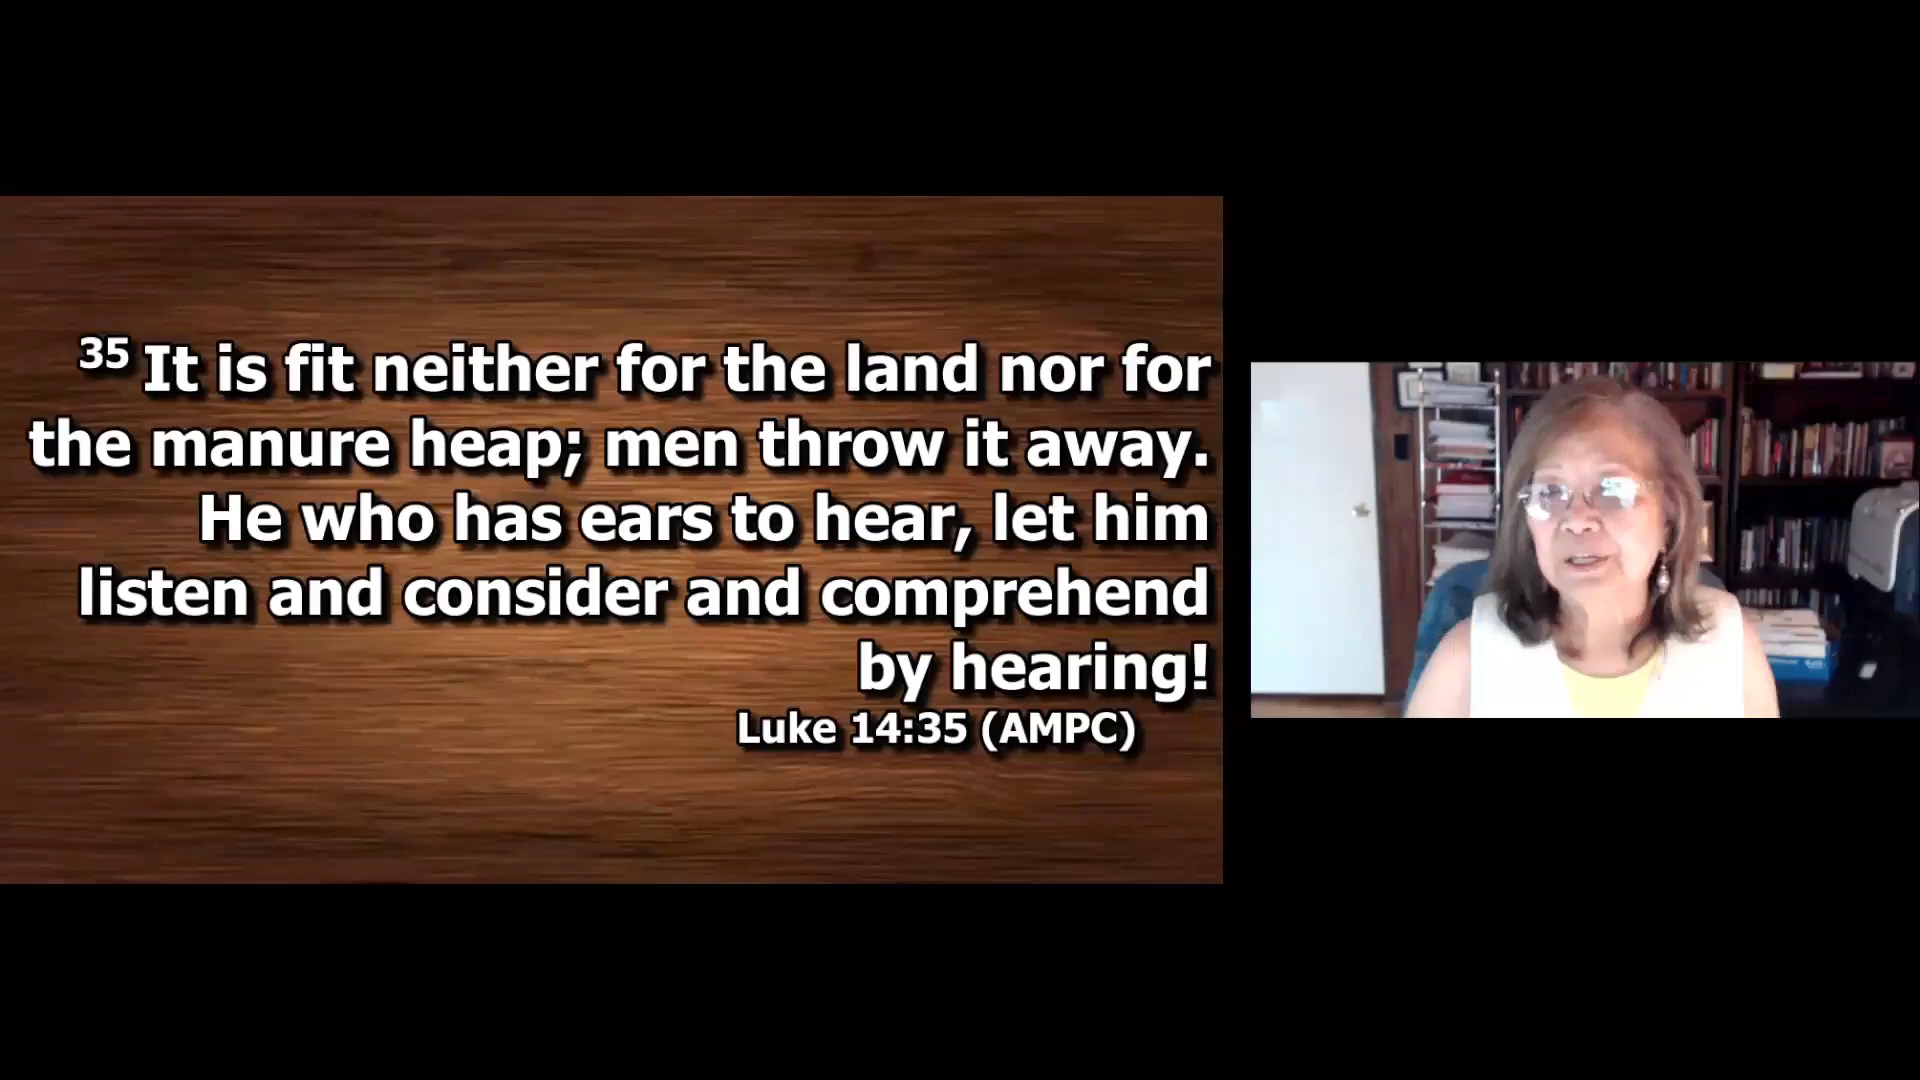 35 It is fit neither for the land nor for
the manure heap; men throw it away.
He who has ears to hear, let him
listen and consider and comprehend
by hearing!
Luke 14:35 (AMPC)